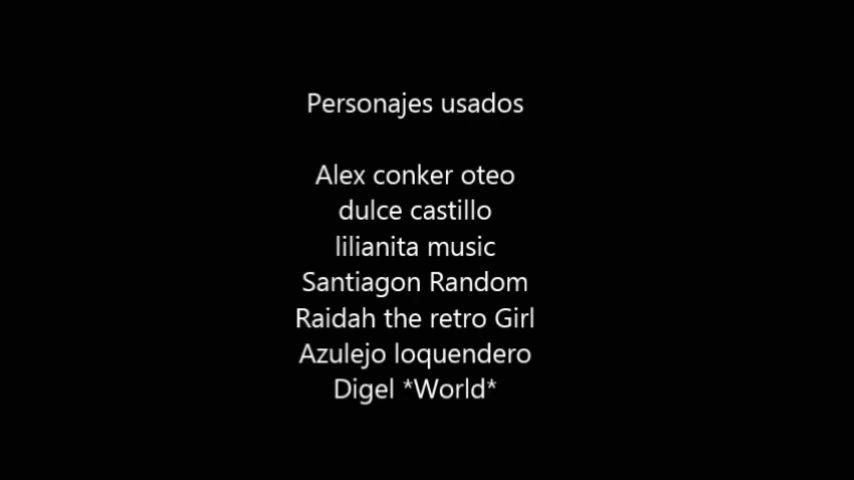 Personajes usados
Alex conker oteo
dulce castillo
lilianita music
Santiagon Random
Raidah the retro Girl
Azulejo loquendero
Digel *World*